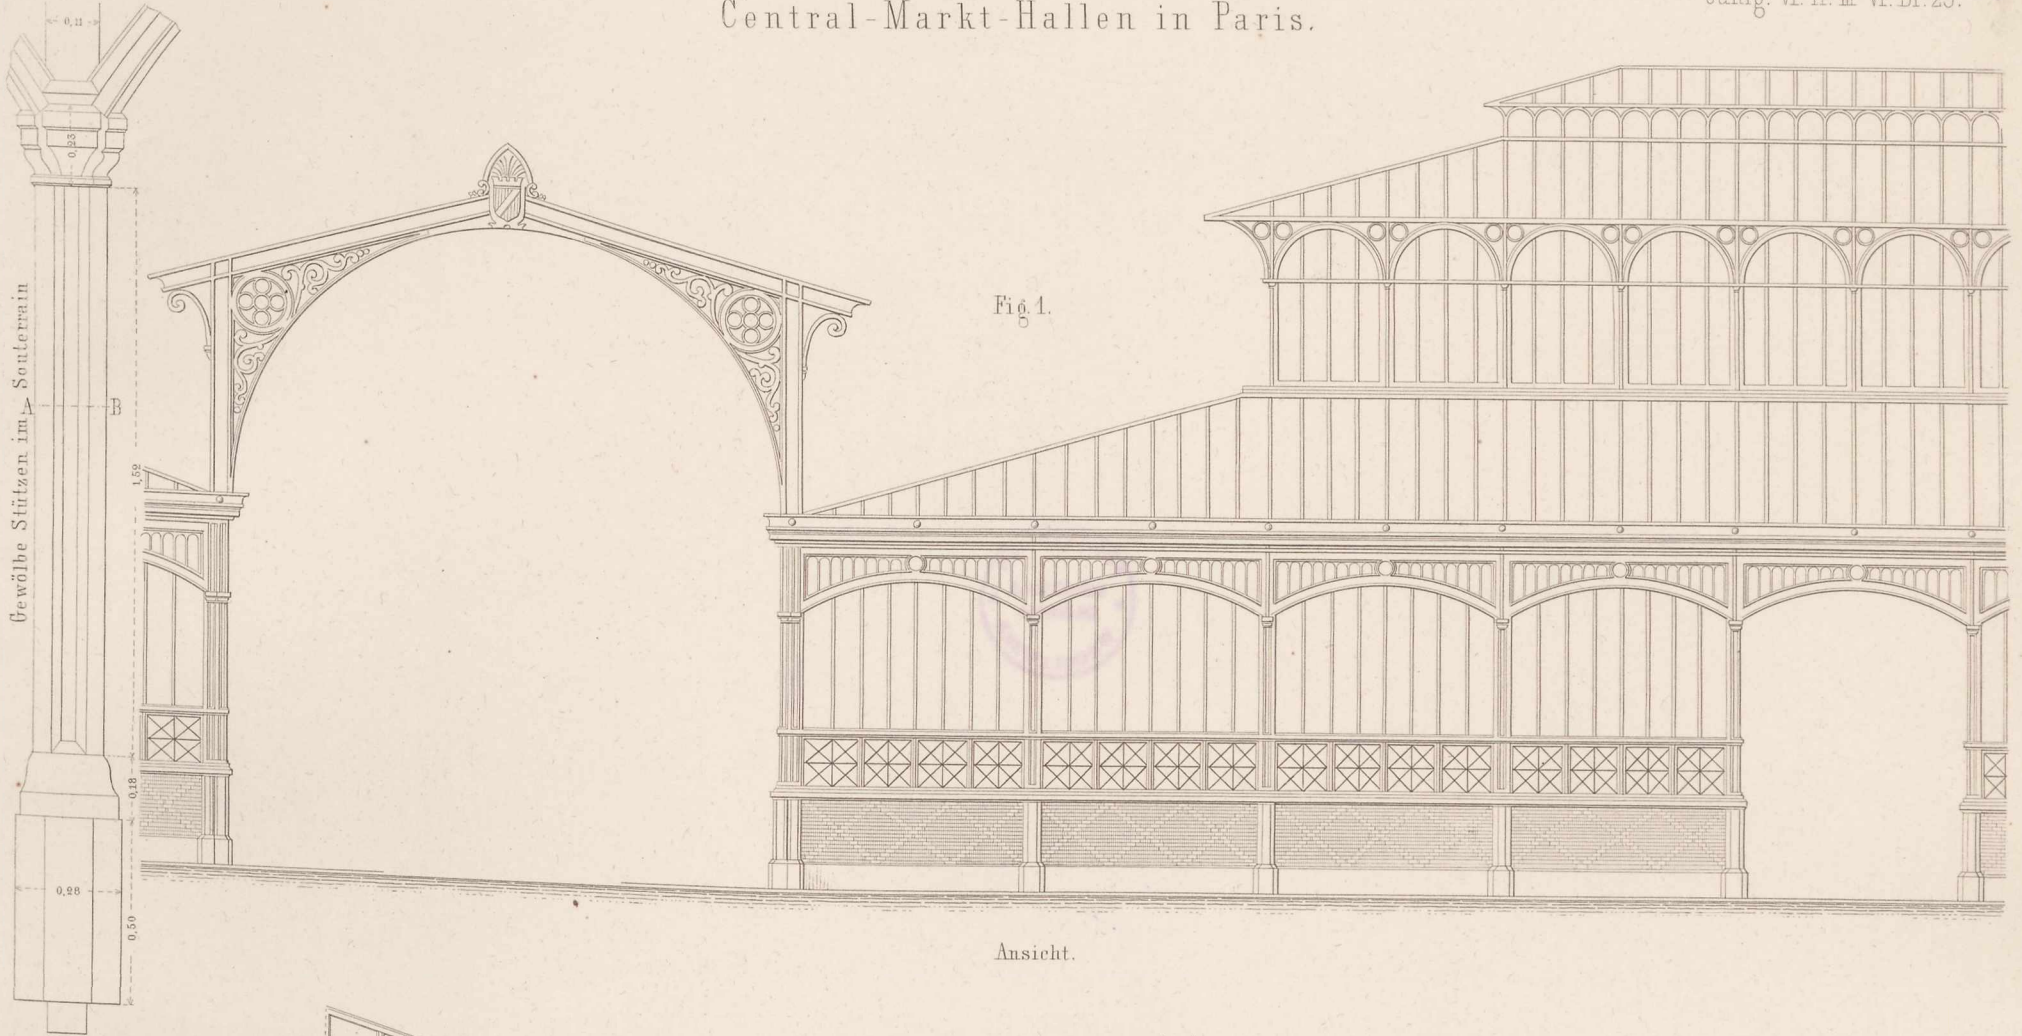 Central-Markt-Hallen in Paris.
0,11
0,23
Gewölbe Stützen im Souterrain
A
B
1,52
Fig.1.
0,18
0,28
0,50
Ansicht.